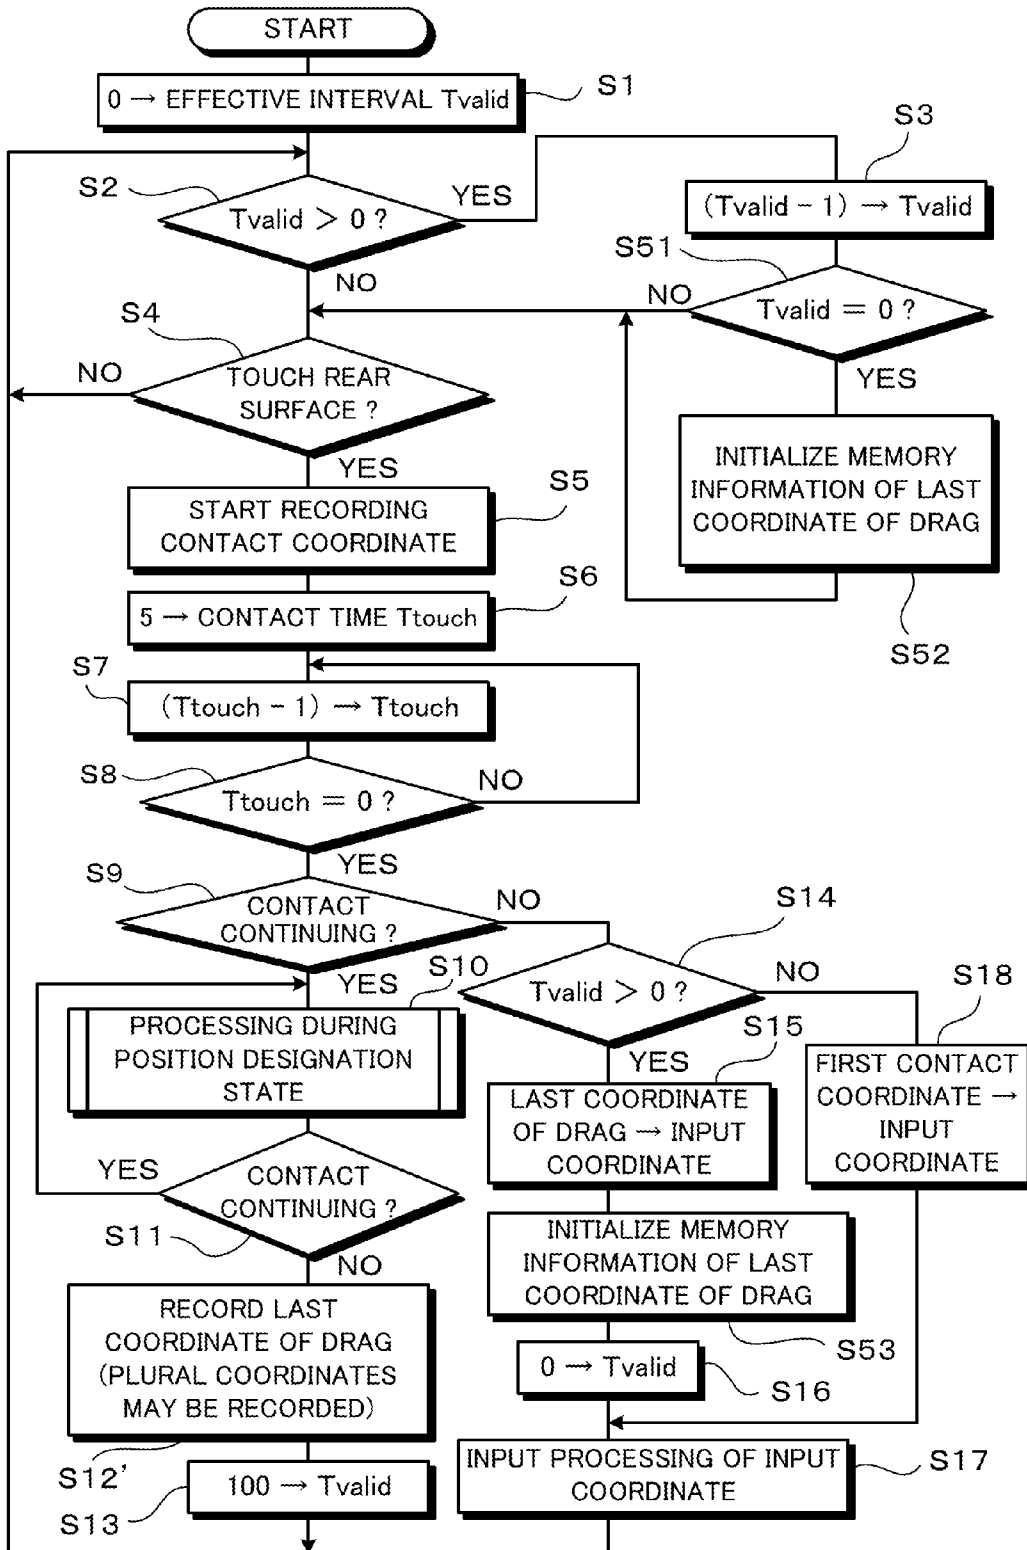 START
0 → EFFECTIVE INTERVAL Tvalid
S1
S2
Tvalid > 0 ?
YES
NO
S3
(Tvalid - 1) → Tvalid
S51
Tvalid = 0 ?
NO
YES
INITIALIZE MEMORY
INFORMATION OF LAST
COORDINATE OF DRAG
S52
S4
TOUCH REAR
SURFACE ?
NO
YES
START RECORDING
CONTACT COORDINATE
S5
5 → CONTACT TIME Ttouch
S6
S7
(Ttouch - 1) → Ttouch
S8
Ttouch = 0 ?
NO
YES
S9
CONTACT
CONTINUING ?
NO
YES
S10
PROCESSING DURING
POSITION DESIGNATION
STATE
YES
CONTACT
CONTINUING ?
S11
NO
RECORD LAST
COORDINATE OF DRAG
(PLURAL COORDINATES
MAY BE RECORDED)
S12'
100 → Tvalid
S13
S14
Tvalid > 0 ?
NO
YES
S15
LAST COORDINATE
OF DRAG → INPUT
COORDINATE
INITIALIZE MEMORY
INFORMATION OF LAST
COORDINATE OF DRAG
S53
0 → Tvalid
S16
S18
FIRST CONTACT
COORDINATE →
INPUT
COORDINATE
INPUT PROCESSING OF INPUT
COORDINATE
S17